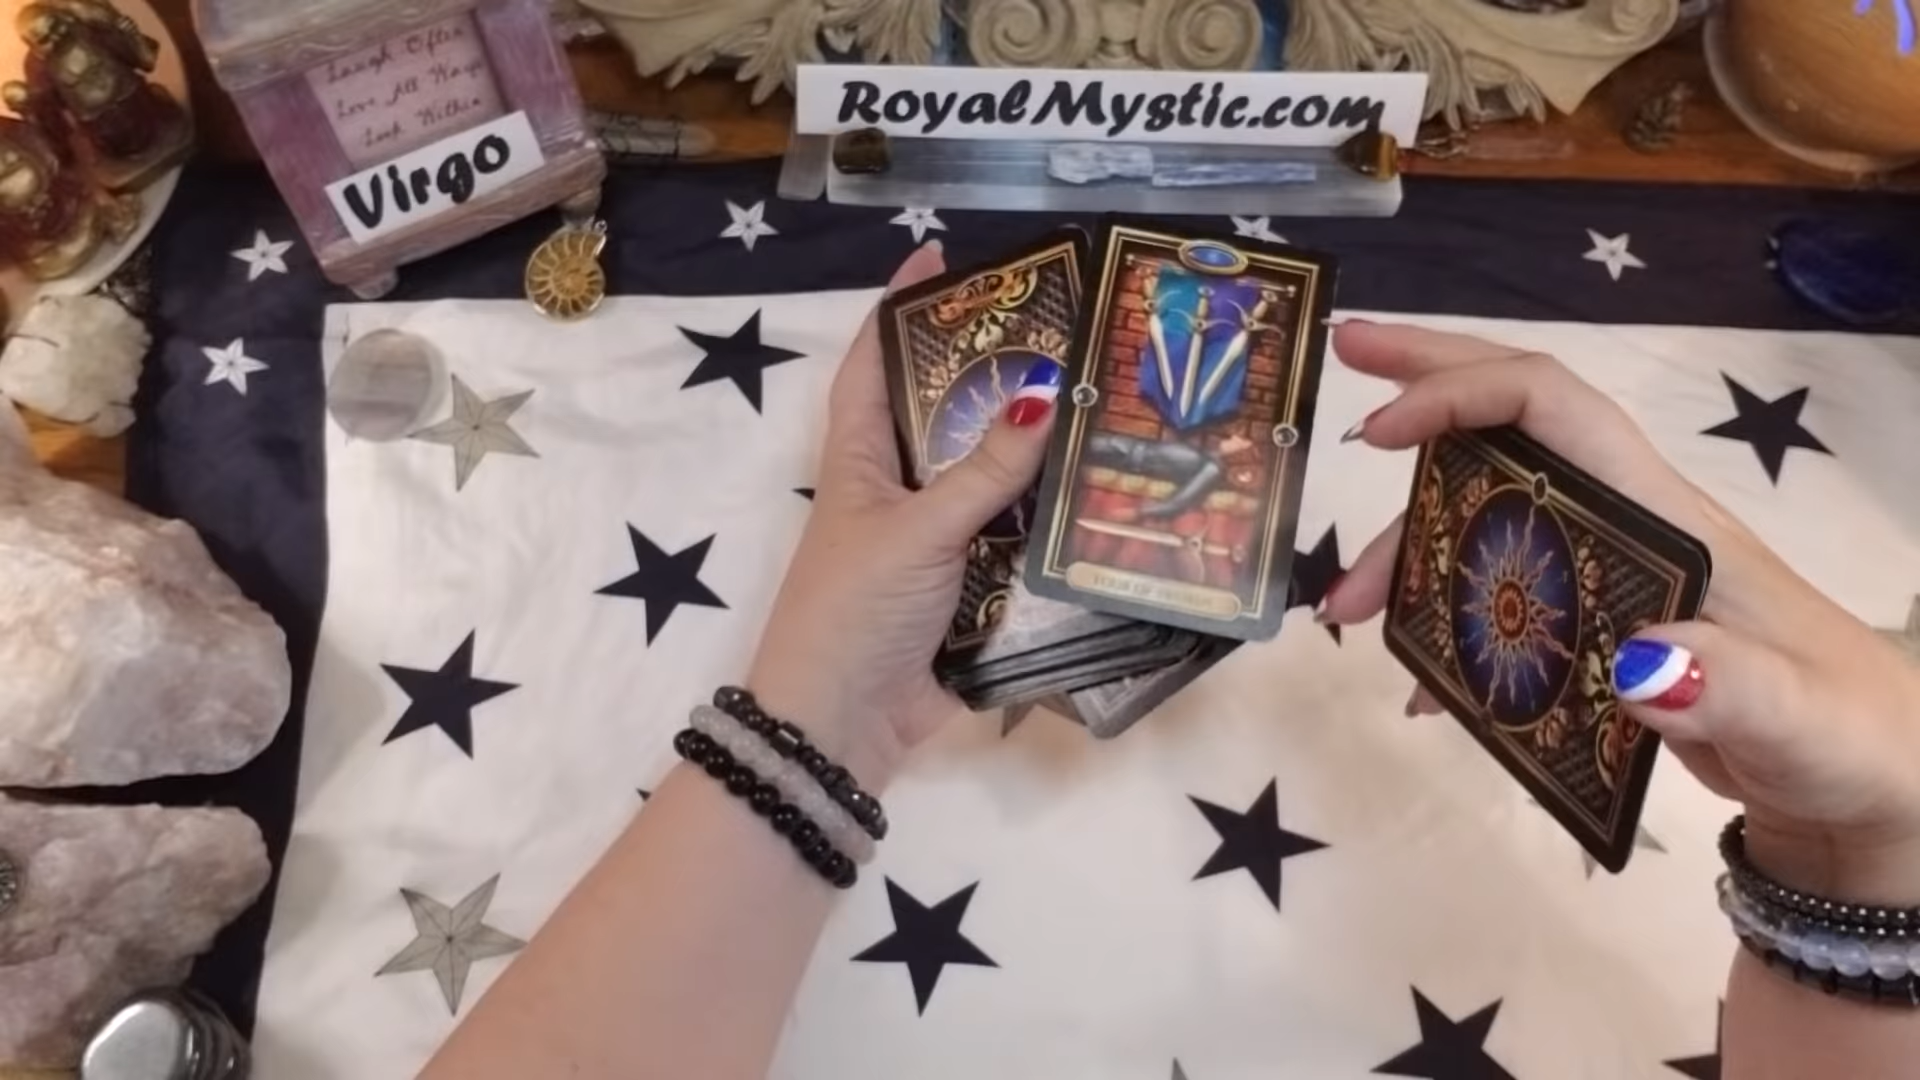 Laugh Often
Love All Ways
Look Within
Virgo
RoyalMystic.com